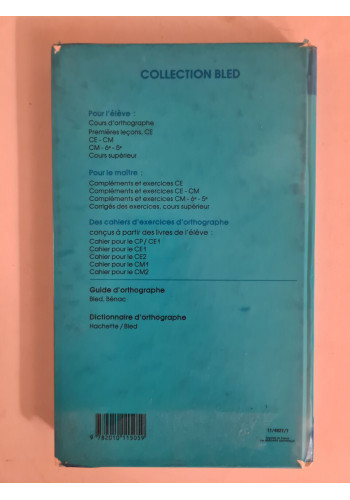 COLLECTION BLED
Pour l'élève :
Cours d'orthographe
Premières leçons, CE
CE - CM
CM - 6e - 5e
Cours supérieur
Pour le maître :
Compléments et exercices CE
Compléments et exercices CE - CM
Compléments et exercices CM - 6e - 5e
Corrigés des exercices, cours supérieur
Des cahiers d'exercices d'orthographe
conçus à partir des livres de l'élève :
Cahier pour le CP/CE1
Cahier pour le CE1
Cahier pour le CE2
Cahier pour le CM1
Cahier pour le CM2
Guide d'orthographe
Bled, Bénac
Dictionnaire d'orthographe
Hachette/Bled
9 782010 115059